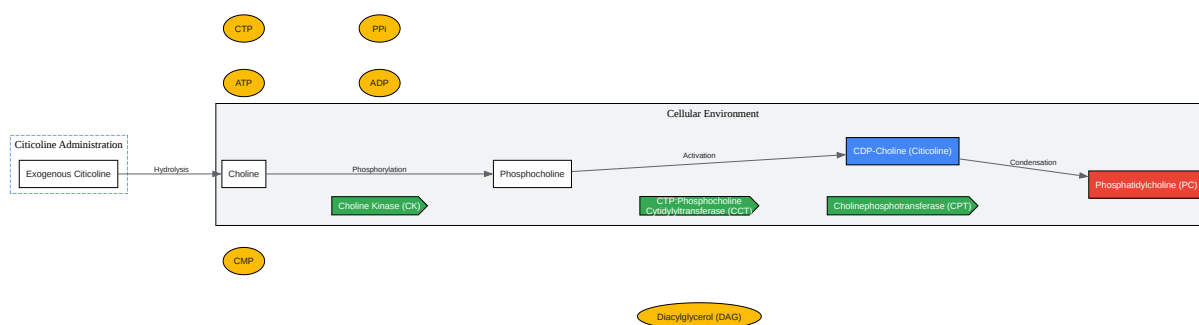 CTP
PPi
ATP
ADP
Cellular Environment
Citicoline Administration
Exogenous Citicoline
Hydrolysis
Choline
Phosphorylation
Phosphocholine
Activation
CDP-Choline (Citicoline)
Condensation
Phosphatidylcholine (PC)
Choline Kinase (CK)
CTP:Phosphocholine
Cytidylyltransferase (CCT)
Cholinephosphotransferase (CPT)
CMP
Diacylglycerol (DAG)